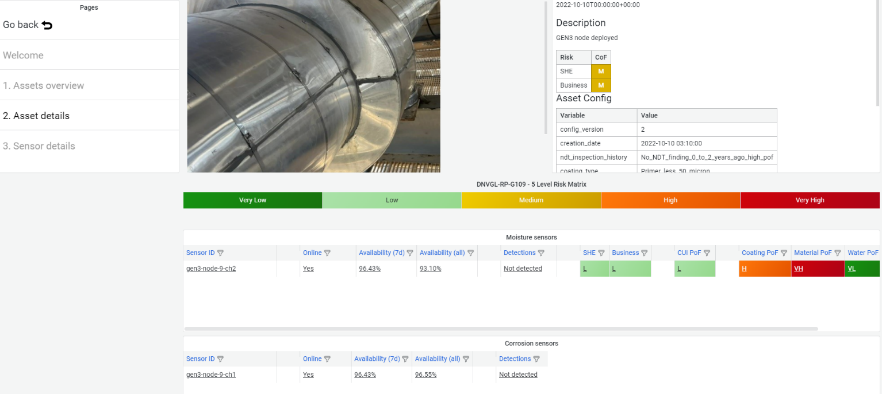 Pages
Go back
Welcome
1. Assets overview
2. Asset details
3. Sensor details
2022-10-10T00:00:00+00:00
Description
GEN3 node deployed
Risk CoF
SHE M
Business M
Asset Config
Variable Value
config_version 2
creation_date 2022-10-10 03:10:00
ndt_inspection_history No_NDT_finding_0_to_2_years_ago_high_pof
coating_type Primer_less_50_micron
DNVGL-RP-G109 - 5 Level Risk Matrix
Very Low Low Medium High Very High
Moisture sensors
Sensor ID Online Availability (7d) Availability (all) Detections SHE Business CUI PoF Coating PoF Material PoF Water PoF
gen3-node-9-ch2 Yes 96.43% 93.10% Not detected L L L H VH VL
Corrosion sensors
Sensor ID Online Availability (7d) Availability (all) Detections
gen3-node-9-ch1 Yes 96.43% 96.55% Not detected